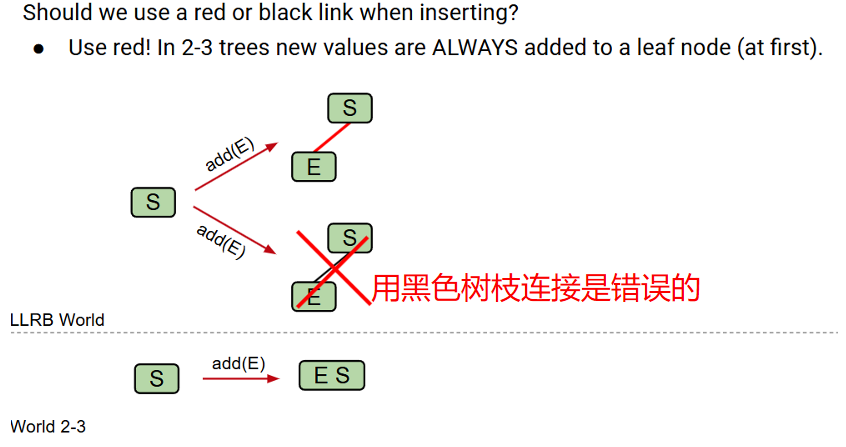 Should we use a red or black link when inserting?
● Use red! In 2-3 trees new values are ALWAYS added to a leaf node (at first).
S
add(E)
E
S
add(E)
S
E
用黑色树枝连接是错误的
LLRB World
S
add(E)
E S
World 2-3